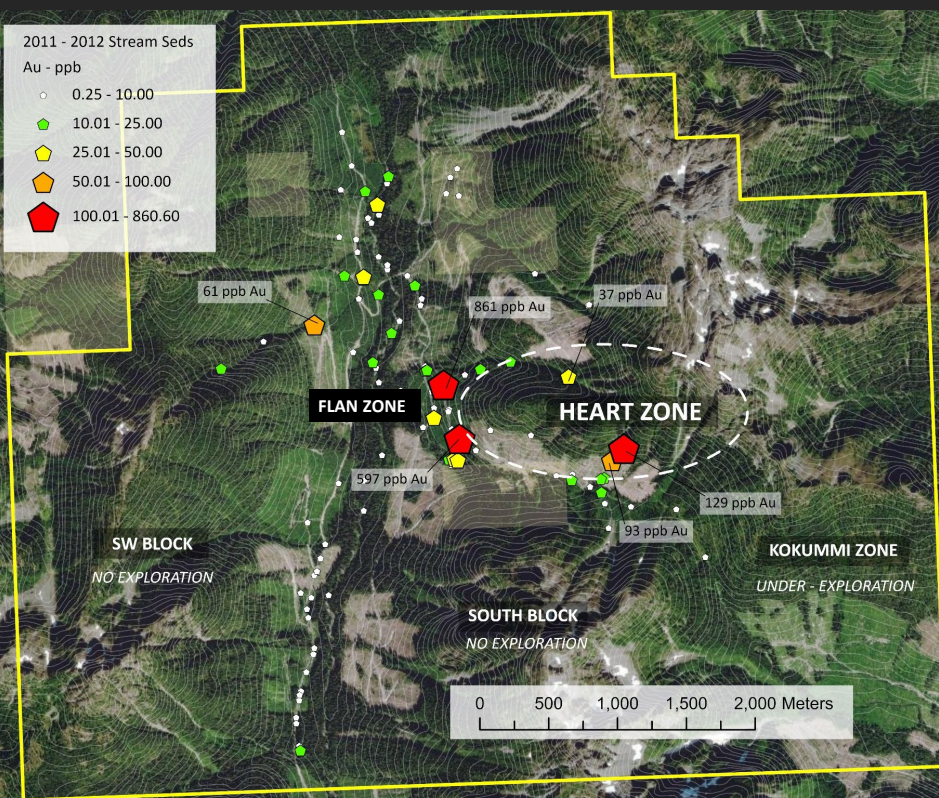 2011 - 2012 Stream Seds
Au - ppb
0.25 - 10.00
10.01 - 25.00
25.01 - 50.00
50.01 - 100.00
100.01 - 860.60
61 ppb Au
861 ppb Au
37 ppb Au
FLAN ZONE
HEART ZONE
597 ppb Au
129 ppb Au
93 ppb Au
SW BLOCK
NO EXPLORATION
KOKUMMI ZONE
UNDER - EXPLORATION
SOUTH BLOCK
NO EXPLORATION
0 500 1,000 1,500 2,000 Meters